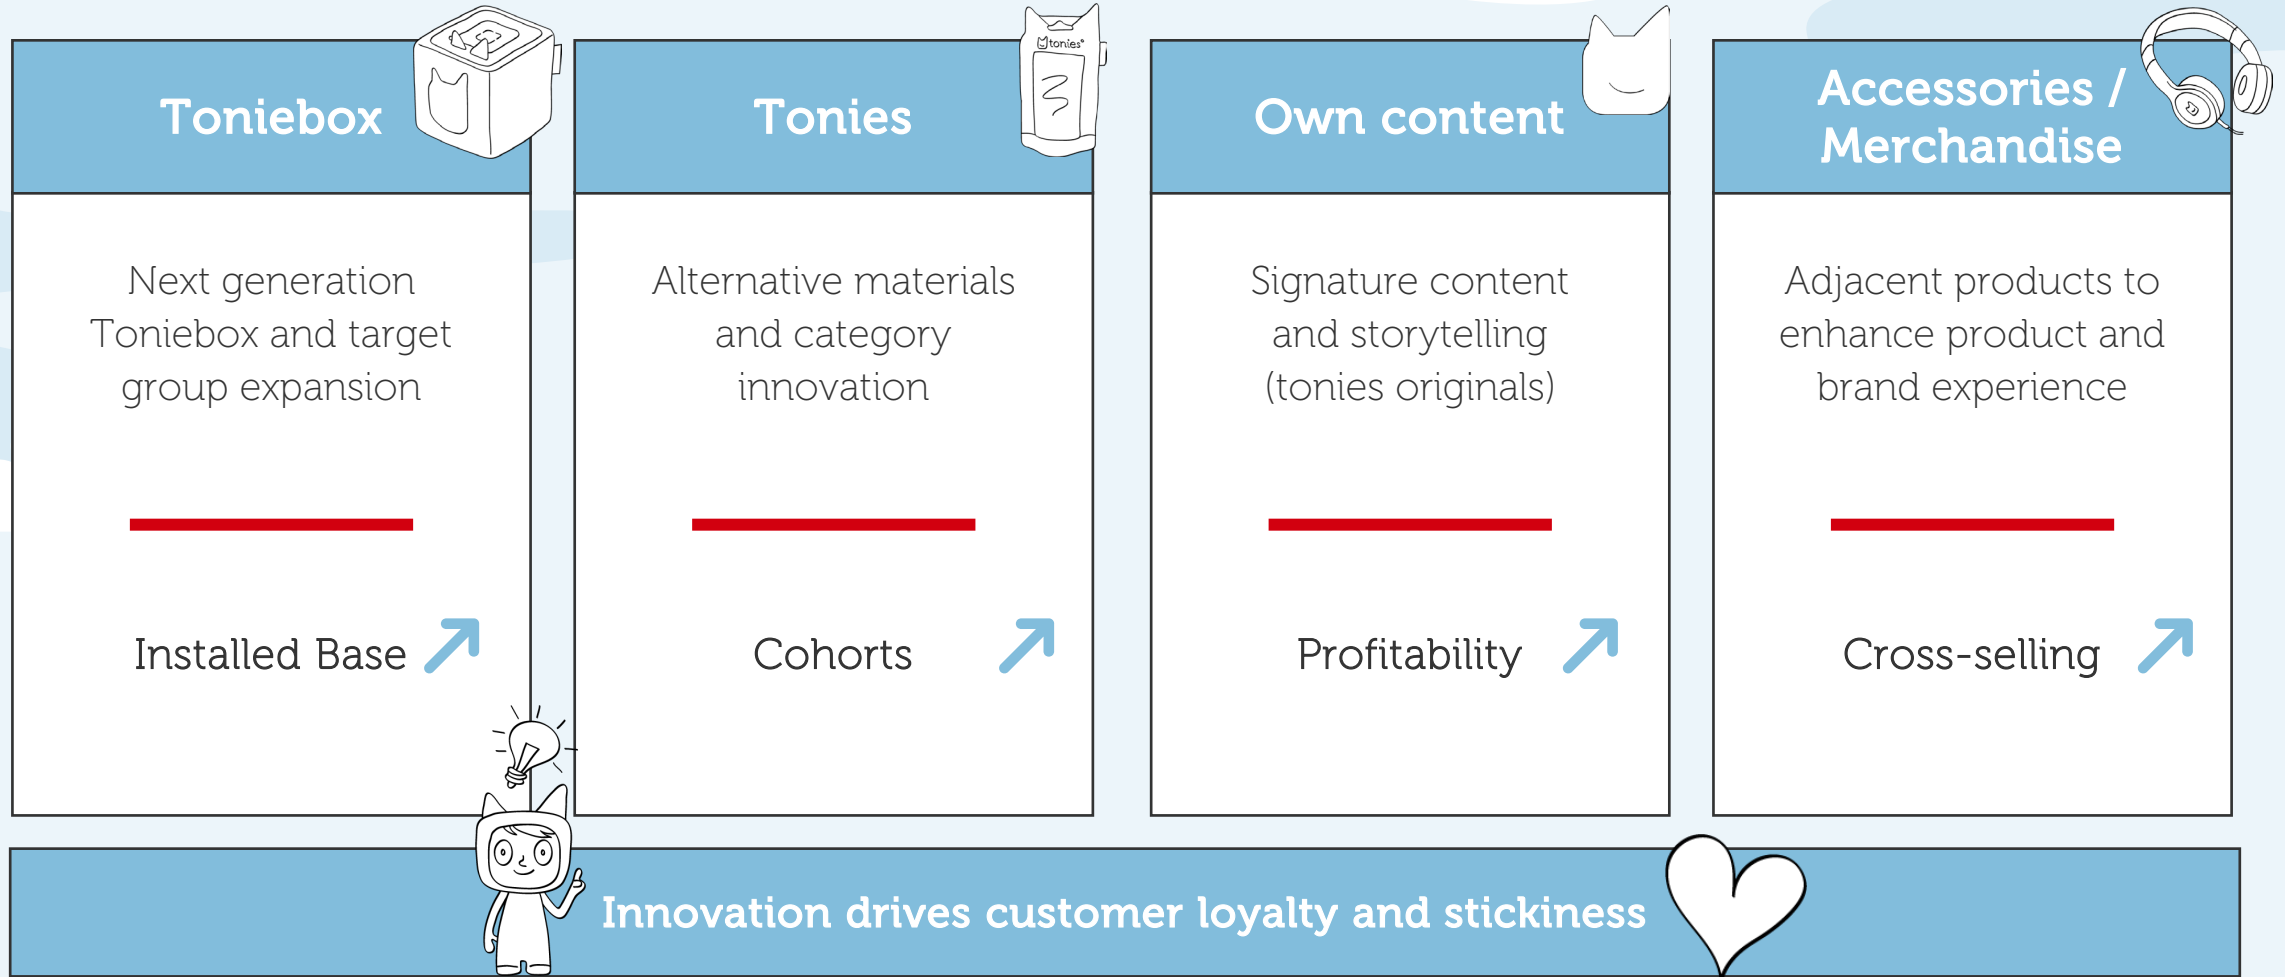 Toniebox
Next generation
Toniebox and target
group expansion
Installed Base
tonies®
Tonies
Alternative materials
and category
innovation
Cohorts
Own content
Signature content
and storytelling
(tonies originals)
Profitability
Accessories /
Merchandise
Adjacent products to
enhance product and
brand experience
Cross-selling
Innovation drives customer loyalty and stickiness